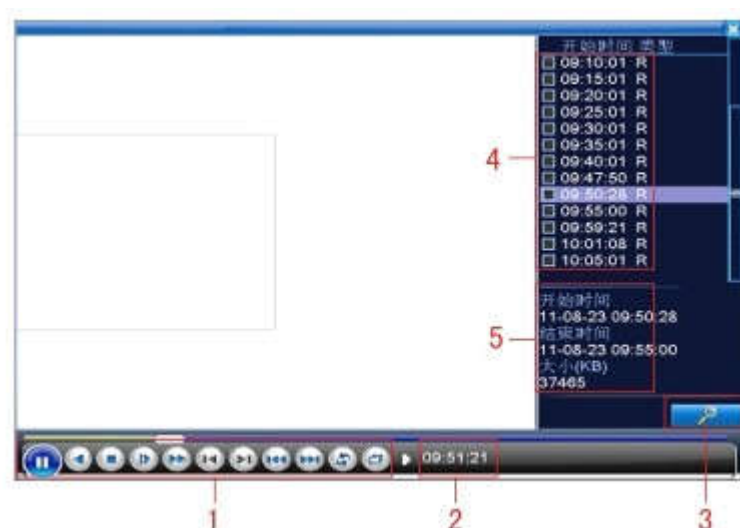 开始时间 类型
09:10:01 R
09:15:01 R
09:20:01 R
09:25:01 R
09:30:01 R
09:35:01 R
09:40:01 R
09:47:50 R
09:50:28 R
09:55:00 R
09:59:21 R
10:01:08 R
10:05:01 R
4
开始时间
11-08-23 09:50:28
结束时间
11-08-23 09:55:00
大小(KB)
37465
5
09:51:21
1
2
3